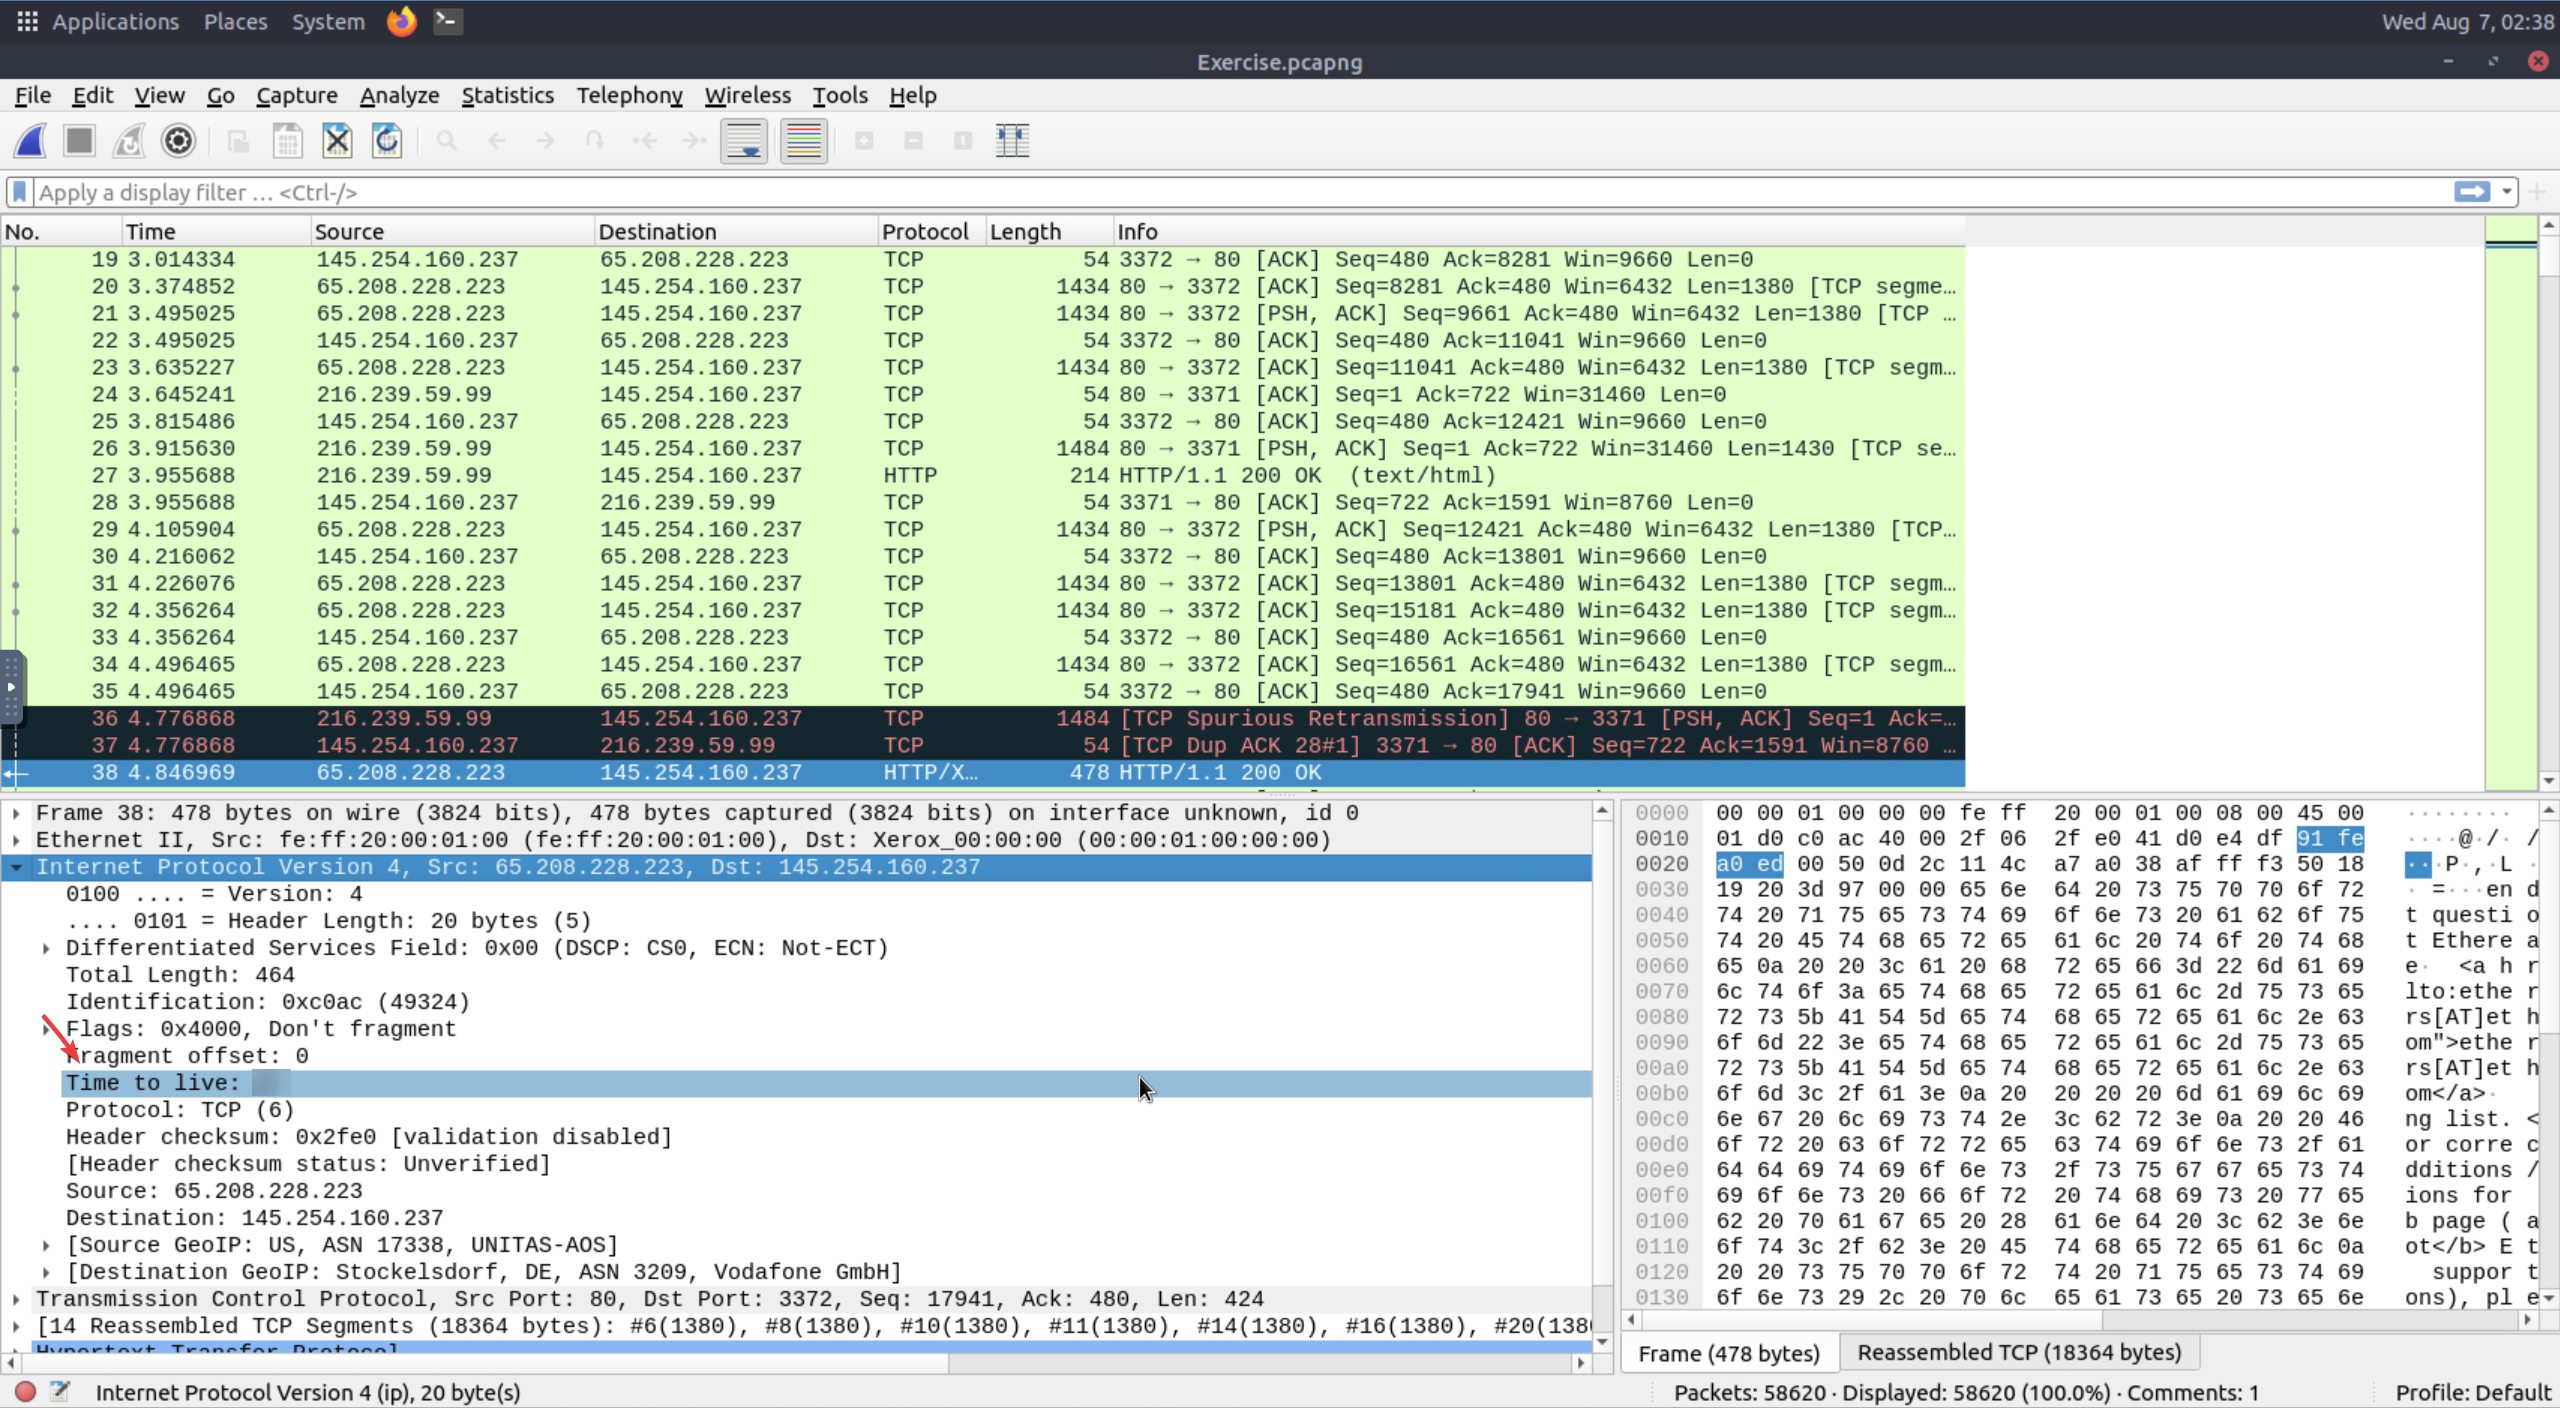 Applications Places System Wed Aug 7, 02:38
Exercise.pcapng
File Edit View Go Capture Analyze Statistics Telephony Wireless Tools Help
Apply a display filter … <Ctrl-/>
No. Time Source Destination Protocol Length Info
19 3.014334 145.254.160.237 65.208.228.223 TCP 54 3372 → 80 [ACK] Seq=480 Ack=8281 Win=9660 Len=0
20 3.374852 65.208.228.223 145.254.160.237 TCP 1434 80 → 3372 [ACK] Seq=8281 Ack=480 Win=6432 Len=1380 [TCP segme…
21 3.495025 65.208.228.223 145.254.160.237 TCP 1434 80 → 3372 [PSH, ACK] Seq=9661 Ack=480 Win=6432 Len=1380 [TCP …
22 3.495025 145.254.160.237 65.208.228.223 TCP 54 3372 → 80 [ACK] Seq=480 Ack=11041 Win=9660 Len=0
23 3.635227 65.208.228.223 145.254.160.237 TCP 1434 80 → 3372 [ACK] Seq=11041 Ack=480 Win=6432 Len=1380 [TCP segm…
24 3.645241 216.239.59.99 145.254.160.237 TCP 54 80 → 3371 [ACK] Seq=1 Ack=722 Win=31460 Len=0
25 3.815486 145.254.160.237 65.208.228.223 TCP 54 3372 → 80 [ACK] Seq=480 Ack=12421 Win=9660 Len=0
26 3.915630 216.239.59.99 145.254.160.237 TCP 1484 80 → 3371 [PSH, ACK] Seq=1 Ack=722 Win=31460 Len=1430 [TCP se…
27 3.955688 216.239.59.99 145.254.160.237 HTTP 214 HTTP/1.1 200 OK (text/html)
28 3.955688 145.254.160.237 216.239.59.99 TCP 54 3371 → 80 [ACK] Seq=722 Ack=1591 Win=8760 Len=0
29 4.105904 65.208.228.223 145.254.160.237 TCP 1434 80 → 3372 [PSH, ACK] Seq=12421 Ack=480 Win=6432 Len=1380 [TCP…
30 4.216062 145.254.160.237 65.208.228.223 TCP 54 3372 → 80 [ACK] Seq=480 Ack=13801 Win=9660 Len=0
31 4.226076 65.208.228.223 145.254.160.237 TCP 1434 80 → 3372 [ACK] Seq=13801 Ack=480 Win=6432 Len=1380 [TCP segm…
32 4.356264 65.208.228.223 145.254.160.237 TCP 1434 80 → 3372 [ACK] Seq=15181 Ack=480 Win=6432 Len=1380 [TCP segm…
33 4.356264 145.254.160.237 65.208.228.223 TCP 54 3372 → 80 [ACK] Seq=480 Ack=16561 Win=9660 Len=0
34 4.496465 65.208.228.223 145.254.160.237 TCP 1434 80 → 3372 [ACK] Seq=16561 Ack=480 Win=6432 Len=1380 [TCP segm…
35 4.496465 145.254.160.237 65.208.228.223 TCP 54 3372 → 80 [ACK] Seq=480 Ack=17941 Win=9660 Len=0
36 4.776868 216.239.59.99 145.254.160.237 TCP 1484 [TCP Spurious Retransmission] 80 → 3371 [PSH, ACK] Seq=1 Ack=…
37 4.776868 145.254.160.237 216.239.59.99 TCP 54 [TCP Dup ACK 28#1] 3371 → 80 [ACK] Seq=722 Ack=1591 Win=8760 …
38 4.846969 65.208.228.223 145.254.160.237 HTTP/X… 478 HTTP/1.1 200 OK
Frame 38: 478 bytes on wire (3824 bits), 478 bytes captured (3824 bits) on interface unknown, id 0
Ethernet II, Src: fe:ff:20:00:01:00 (fe:ff:20:00:01:00), Dst: Xerox_00:00:00 (00:00:01:00:00:00)
Internet Protocol Version 4, Src: 65.208.228.223, Dst: 145.254.160.237
0100 .... = Version: 4
.... 0101 = Header Length: 20 bytes (5)
Differentiated Services Field: 0x00 (DSCP: CS0, ECN: Not-ECT)
Total Length: 464
Identification: 0xc0ac (49324)
Flags: 0x4000, Don't fragment
Fragment offset: 0
Time to live:
Protocol: TCP (6)
Header checksum: 0x2fe0 [validation disabled]
[Header checksum status: Unverified]
Source: 65.208.228.223
Destination: 145.254.160.237
[Source GeoIP: US, ASN 17338, UNITAS-AOS]
[Destination GeoIP: Stockelsdorf, DE, ASN 3209, Vodafone GmbH]
Transmission Control Protocol, Src Port: 80, Dst Port: 3372, Seq: 17941, Ack: 480, Len: 424
[14 Reassembled TCP Segments (18364 bytes): #6(1380), #8(1380), #10(1380), #11(1380), #14(1380), #16(1380), #20(138
Hypertext Transfer Protocol
0000 00 00 01 00 00 00 fe ff 20 00 01 00 08 00 45 00 ········
0010 01 d0 c0 ac 40 00 2f 06 2f e0 41 d0 e4 df 91 fe ····@·/· /
0020 a0 ed 00 50 0d 2c 11 4c a7 a0 38 af ff f3 50 18 ···P·,·L ·
0030 19 20 3d 97 00 00 65 6e 64 20 73 75 70 70 6f 72 · =···en d
0040 74 20 71 75 65 73 74 69 6f 6e 73 20 61 62 6f 75 t questi o
0050 74 20 45 74 68 65 72 65 61 6c 20 74 6f 20 74 68 t Ethere a
0060 65 0a 20 20 3c 61 20 68 72 65 66 3d 22 6d 61 69 e· <a h r
0070 6c 74 6f 3a 65 74 68 65 72 65 61 6c 2d 75 73 65 lto:ethe r
0080 72 73 5b 41 54 5d 65 74 68 65 72 65 61 6c 2e 63 rs[AT]et h
0090 6f 6d 22 3e 65 74 68 65 72 65 61 6c 2d 75 73 65 om">ethe r
00a0 72 73 5b 41 54 5d 65 74 68 65 72 65 61 6c 2e 63 rs[AT]et h
00b0 6f 6d 3c 2f 61 3e 0a 20 20 20 20 6d 61 69 6c 69 om</a>·
00c0 6e 67 20 6c 69 73 74 2e 3c 62 72 3e 0a 20 20 46 ng list. <
00d0 6f 72 20 63 6f 72 72 65 63 74 69 6f 6e 73 2f 61 or corre c
00e0 64 64 69 74 69 6f 6e 73 2f 73 75 67 67 65 73 74 dditions /
00f0 69 6f 6e 73 20 66 6f 72 20 74 68 69 73 20 77 65 ions for
0100 62 20 70 61 67 65 20 28 61 6e 64 20 3c 62 3e 6e b page ( a
0110 6f 74 3c 2f 62 3e 20 45 74 68 65 72 65 61 6c 0a ot</b> E t
0120 20 20 73 75 70 70 6f 72 74 20 71 75 65 73 74 69 suppor t
0130 6f 6e 73 29 2c 20 70 6c 65 61 73 65 20 73 65 6e ons), pl e
Frame (478 bytes) Reassembled TCP (18364 bytes)
Internet Protocol Version 4 (ip), 20 byte(s) Packets: 58620 · Displayed: 58620 (100.0%) · Comments: 1 Profile: Default